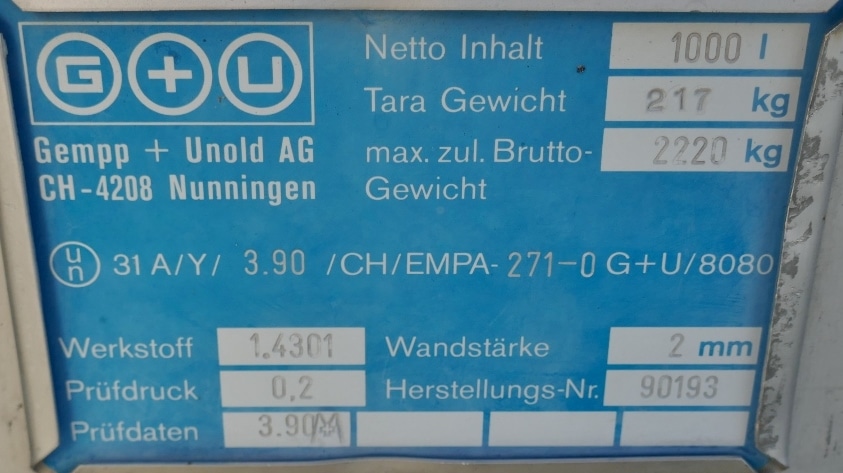 G+U
Gempp + Unold AG
CH-4208 Nunningen
Netto Inhalt 1000 l
Tara Gewicht 217 kg
max. zul. Brutto- 2220 kg
Gewicht
un 31 A/Y/ 3.90 /CH/EMPA-271-0 G+U/8080
Werkstoff 1.4301 Wandstärke 2 mm
Prüfdruck 0,2 Herstellungs-Nr. 90193
Prüfdaten 3.90